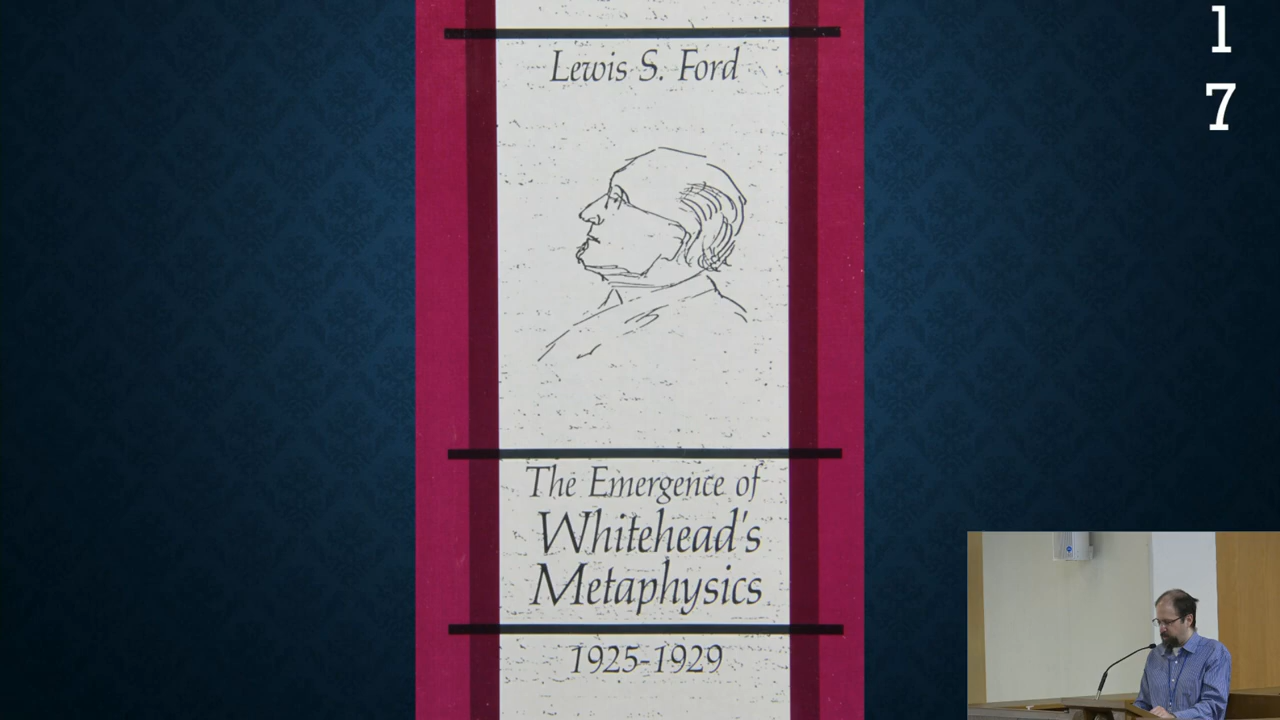 Lewis S. Ford
The Emergence of
Whitehead's
Metaphysics
1925-1929
1
7